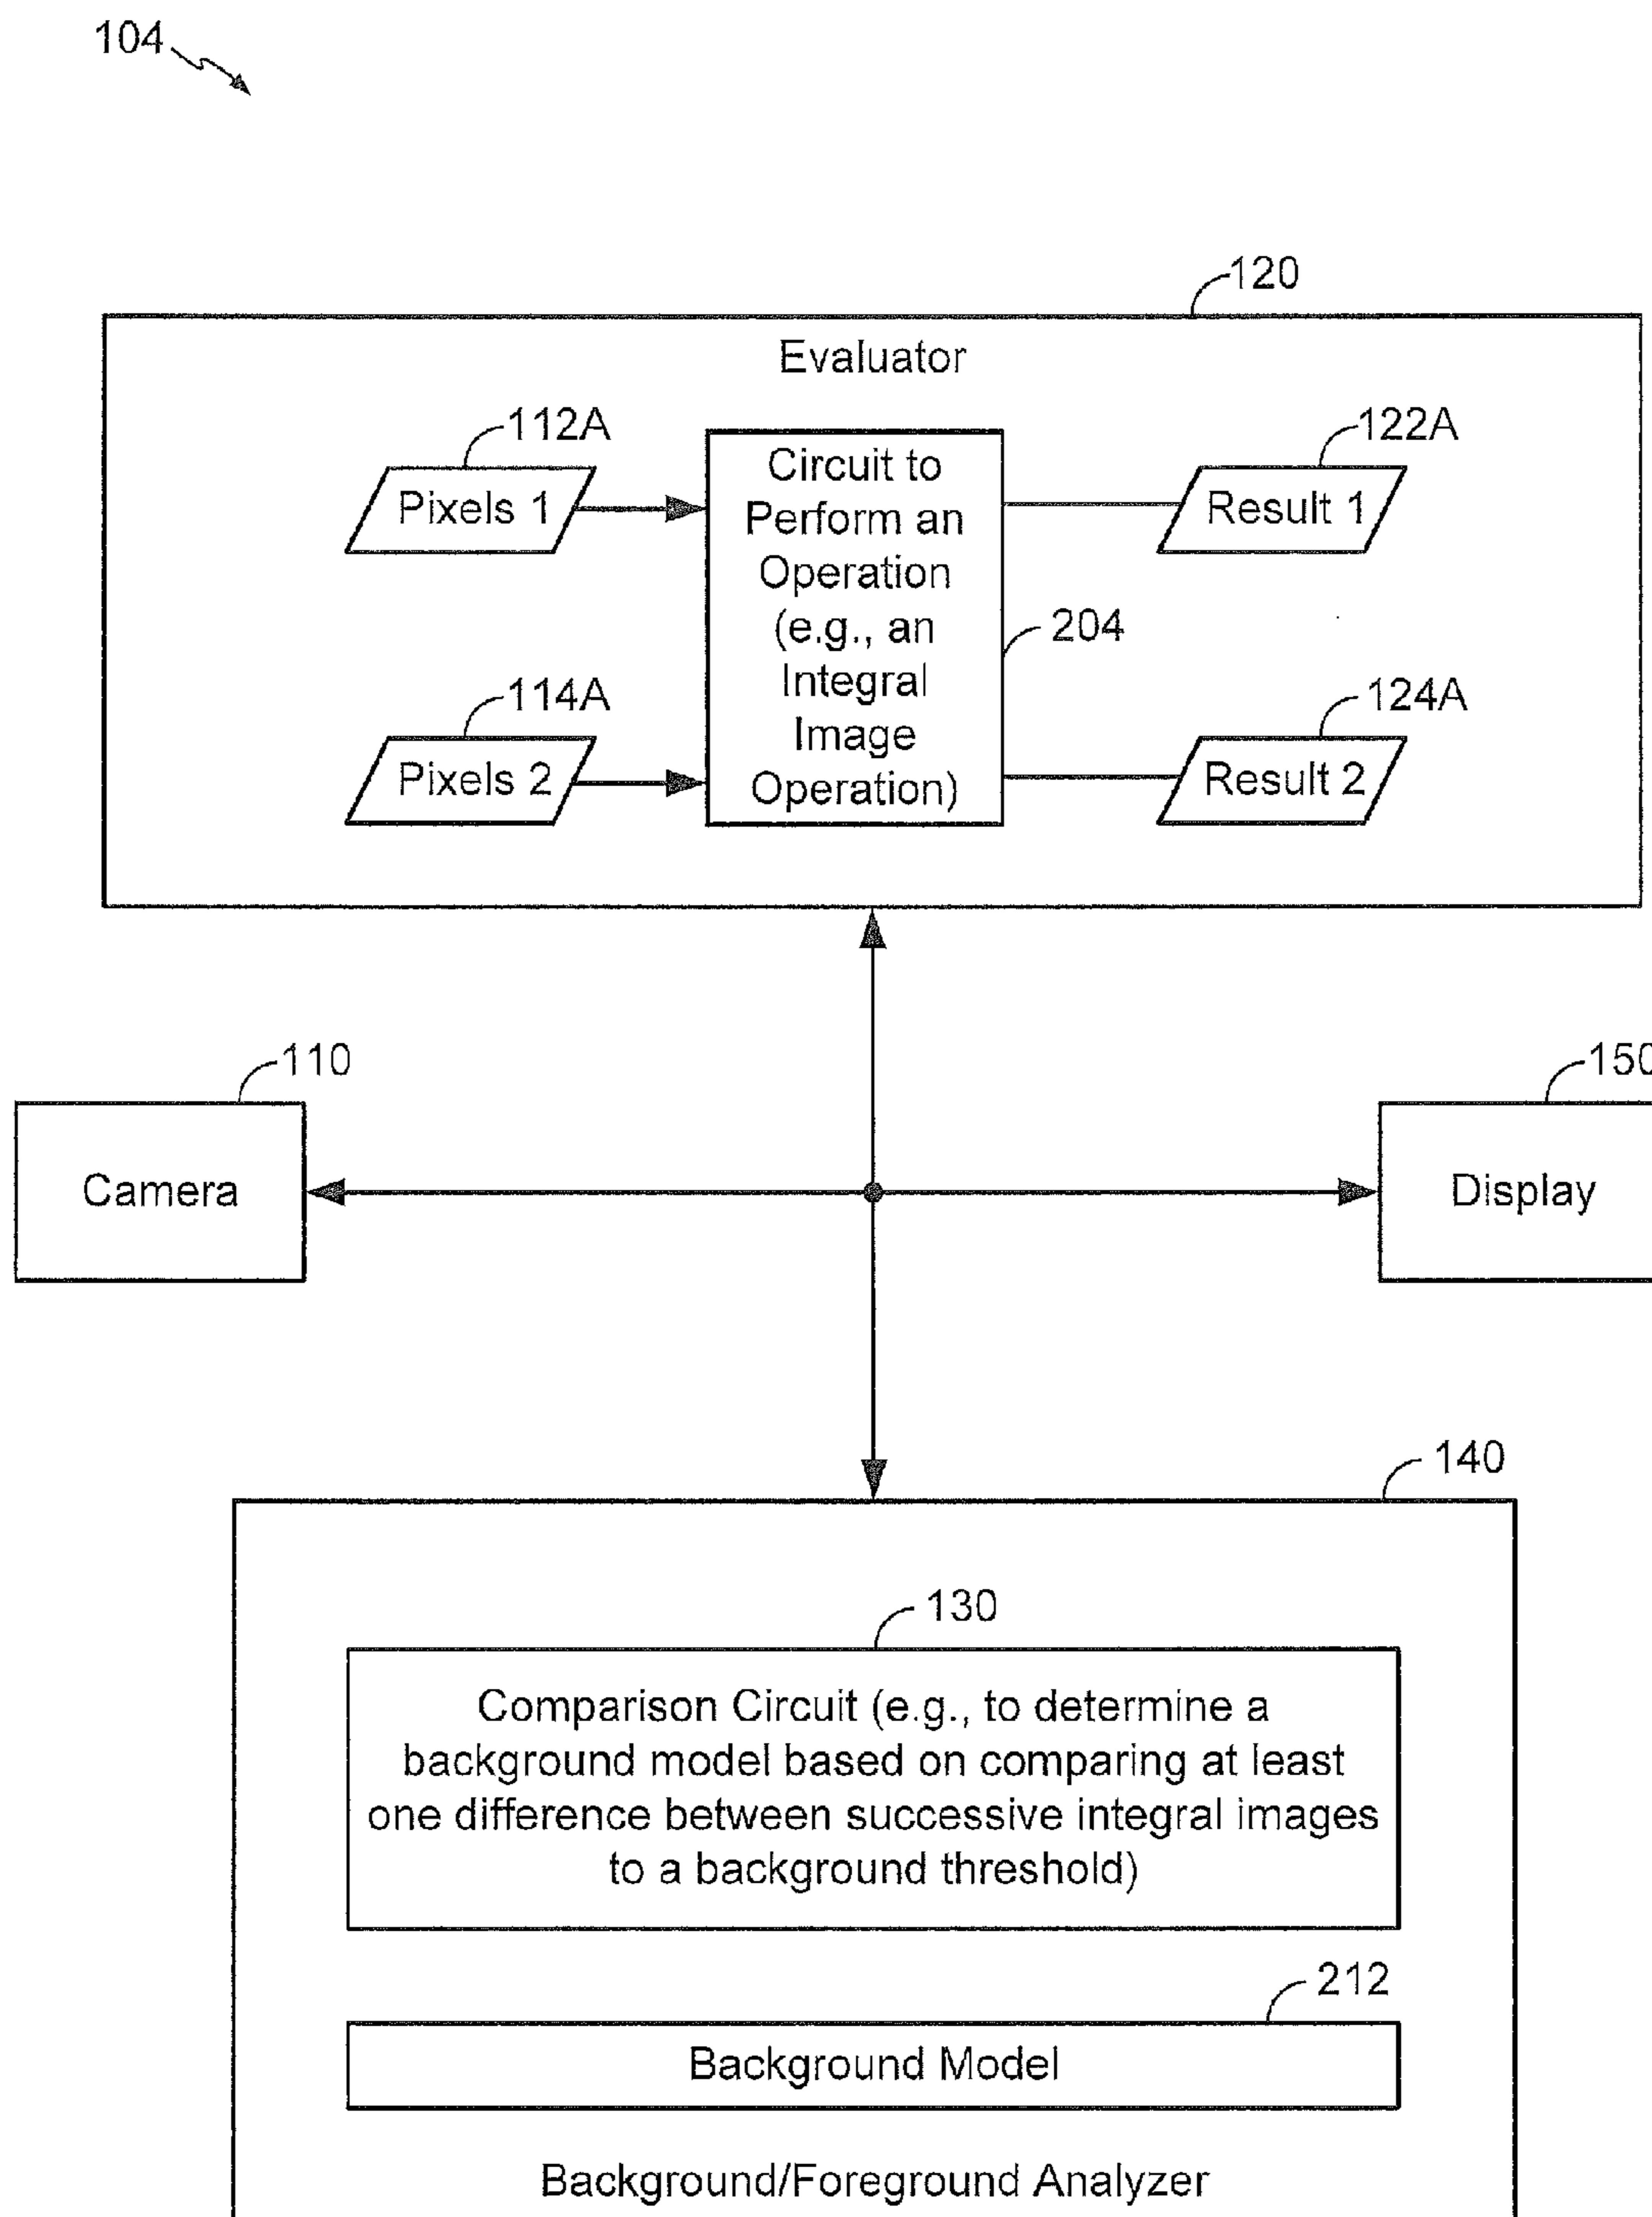 104
120
Evaluator
112A
Pixels 1
114A
Pixels 2
Circuit to
Perform an
Operation
(e.g., an
Integral
Image
Operation)
204
122A
Result 1
124A
Result 2
110
Camera
150
Display
140
130
Comparison Circuit (e.g., to determine a
background model based on comparing at least
one difference between successive integral images
to a background threshold)
212
Background Model
Background/Foreground Analyzer